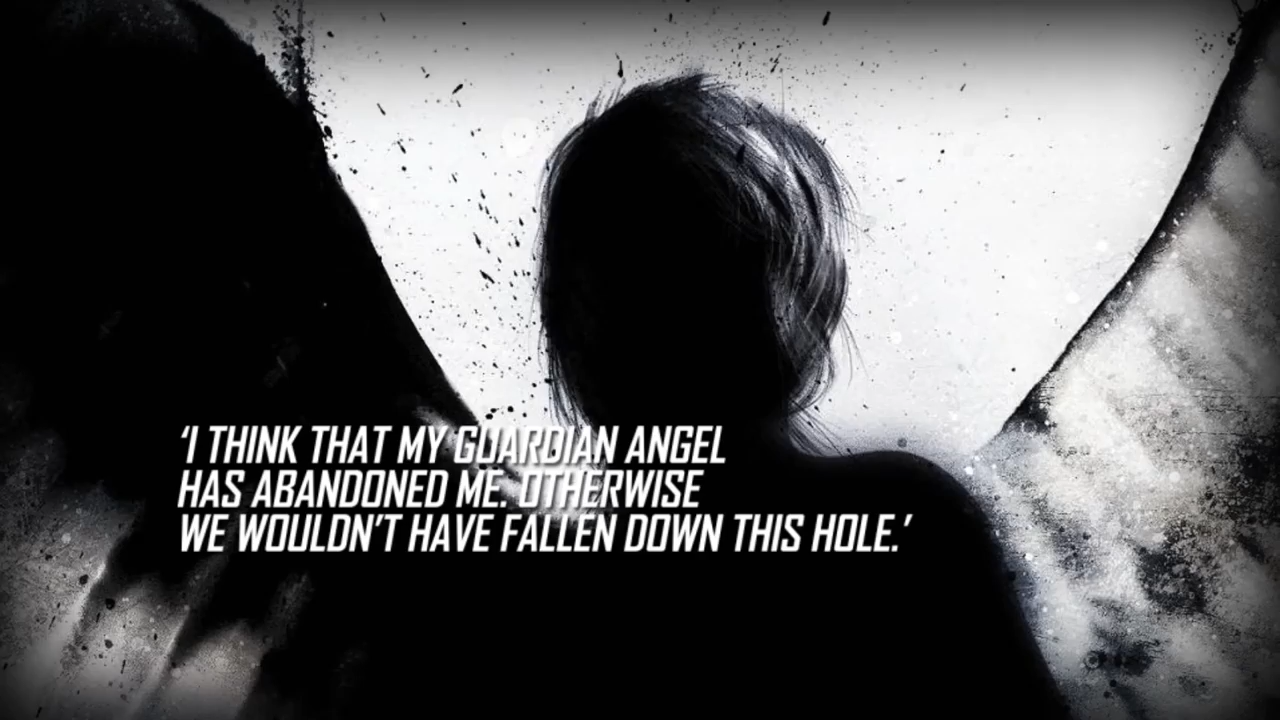 ‘I THINK THAT MY GUARDIAN ANGEL
HAS ABANDONED ME. OTHERWISE
WE WOULDN’T HAVE FALLEN DOWN THIS HOLE.’